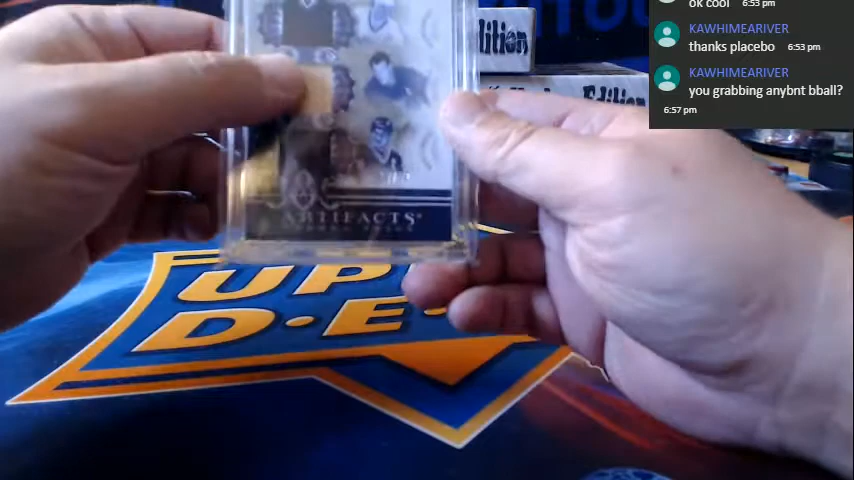 ok cool 6:53 pm
KAWHIMEARIVER
thanks placebo 6:53 pm
KAWHIMEARIVER
you grabbing anybnt bball?
6:57 pm
Edition
ARTIFACTS
UP
D·E·